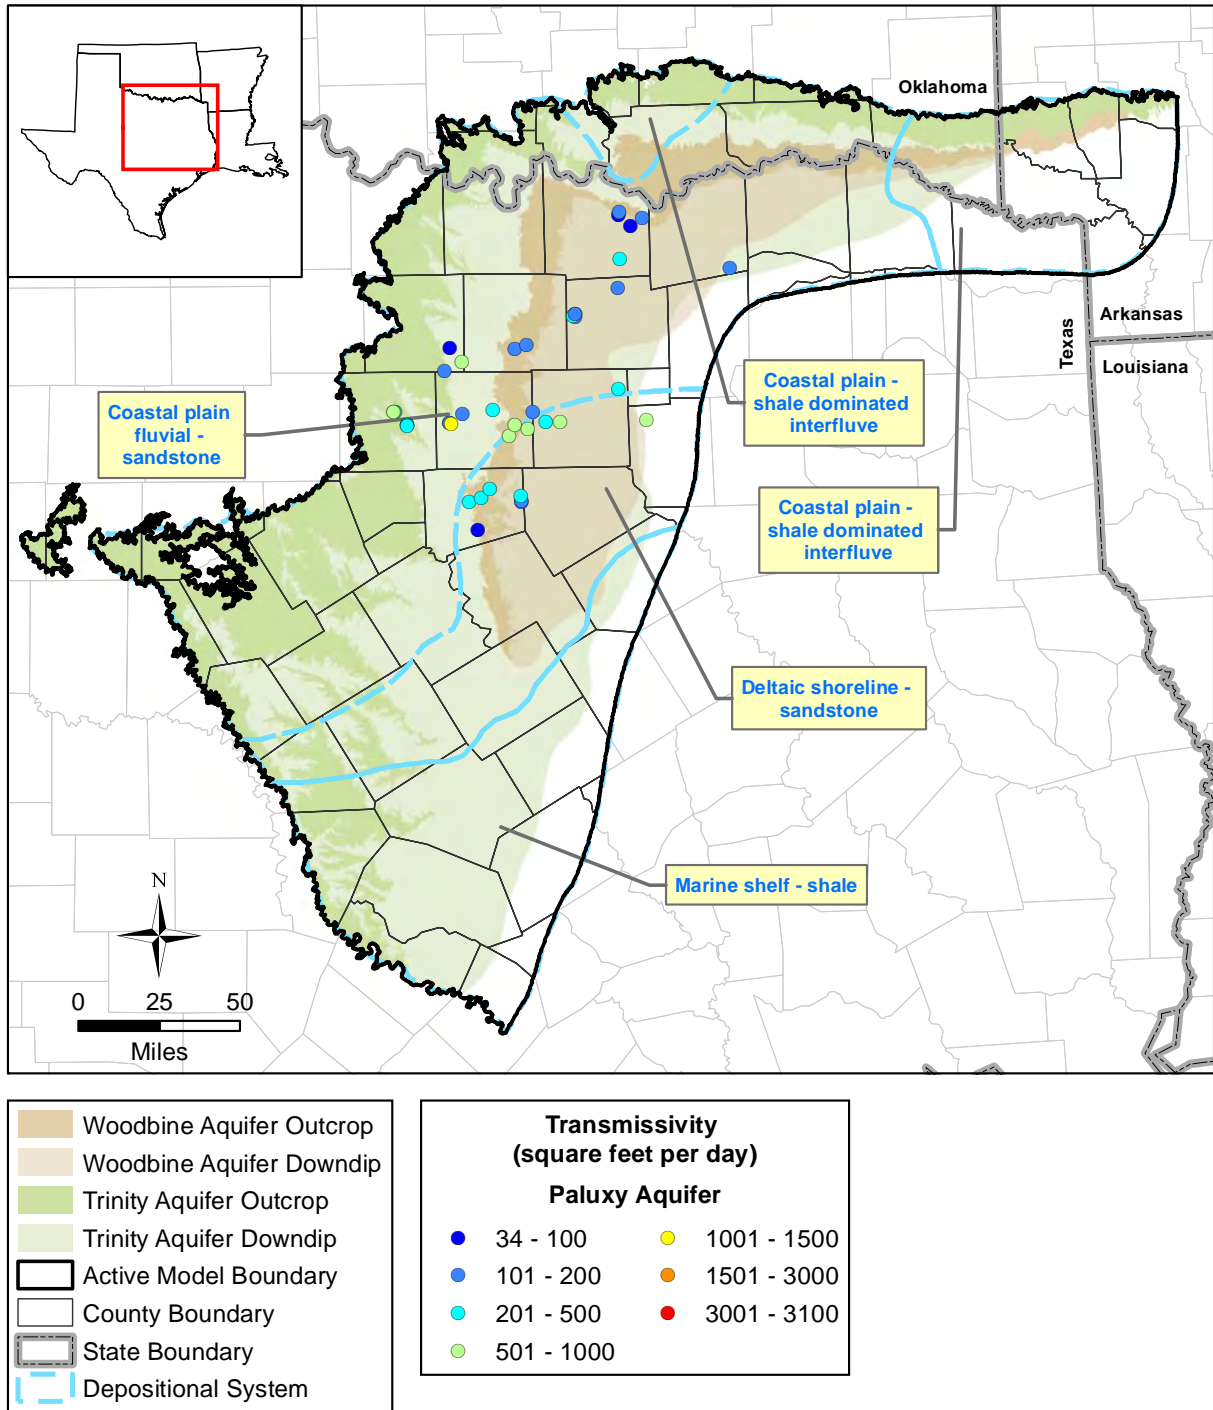 Oklahoma
Texas
Arkansas
Louisiana
Coastal plain
fluvial -
sandstone
Coastal plain -
shale dominated
interfluve
Coastal plain -
shale dominated
interfluve
Deltaic shoreline -
sandstone
Marine shelf - shale
N
0 25 50
Miles
Woodbine Aquifer Outcrop
Woodbine Aquifer Downdip
Trinity Aquifer Outcrop
Trinity Aquifer Downdip
Active Model Boundary
County Boundary
State Boundary
Depositional System
Transmissivity
(square feet per day)
Paluxy Aquifer
34 - 100
101 - 200
201 - 500
501 - 1000
1001 - 1500
1501 - 3000
3001 - 3100